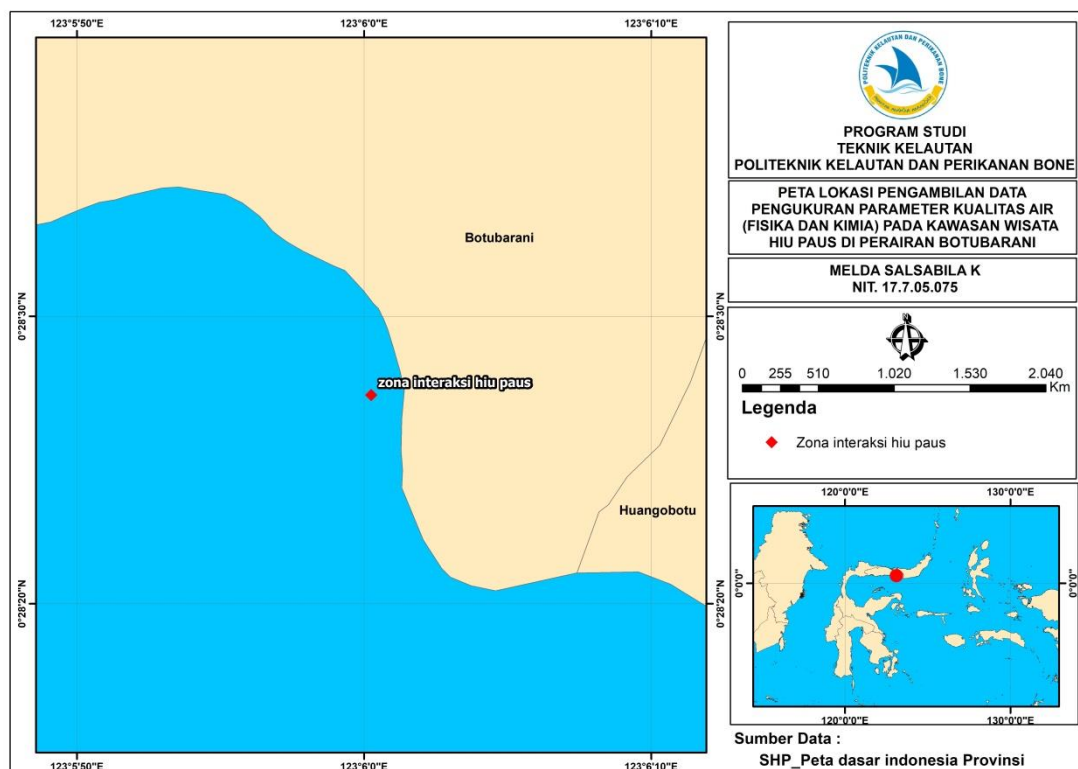 123°5'50"E
123°6'0"E
123°6'10"E
0°28'30"N
0°28'20"N
Botubarani
zona interaksi hiu paus
Huangobotu
0°28'30"N
0°28'20"N
123°5'50"E
123°6'0"E
123°6'10"E
POLITEKNIK KELAUTAN DAN PERIKANAN BONE
PROGRAM STUDI
TEKNIK KELAUTAN
POLITEKNIK KELAUTAN DAN PERIKANAN BONE
PETA LOKASI PENGAMBILAN DATA
PENGUKURAN PARAMETER KUALITAS AIR
(FISIKA DAN KIMIA) PADA KAWASAN WISATA
HIU PAUS DI PERAIRAN BOTUBARANI
MELDA SALSABILA K
NIT. 17.7.05.075
0 255 510 1.020 1.530 2.040
Km
Legenda
Zona interaksi hiu paus
120°0'0"E 130°0'0"E
0°0'0"
0°0'0"
120°0'0"E 130°0'0"E
Sumber Data :
SHP_Peta dasar indonesia Provinsi